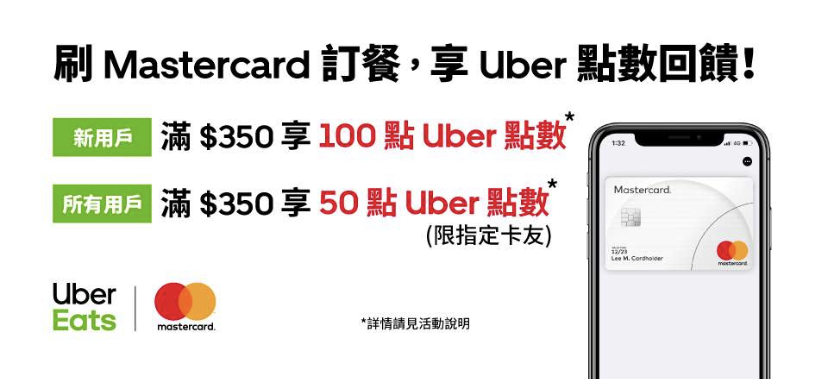 刷 Mastercard 訂餐,享 Uber 點數回饋!
新用戶 滿 $350 享 100 點 Uber 點數*
所有用戶 滿 $350 享 50 點 Uber 點數*
(限指定卡友)
Uber
Eats
mastercard.
*詳情請見活動說明
1:32
4G
Mastercard.
12/23
Lee M. Cardholder
mastercard.